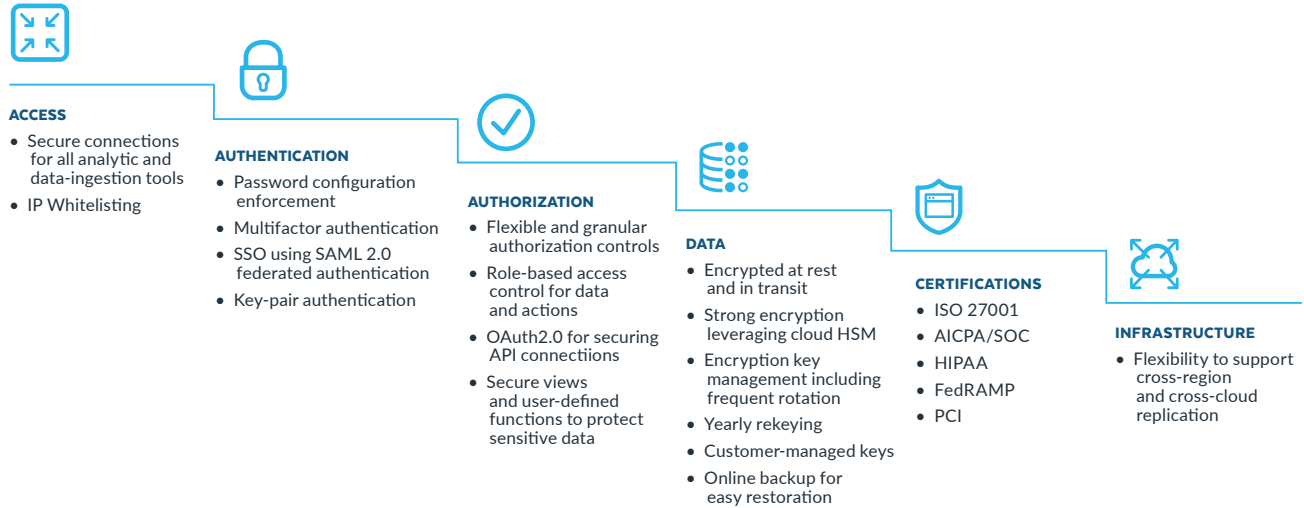 ACCESS
• Secure connections
for all analytic and
data-ingestion tools
• IP Whitelisting
AUTHENTICATION
• Password configuration
enforcement
• Multifactor authentication
• SSO using SAML 2.0
federated authentication
• Key-pair authentication
AUTHORIZATION
• Flexible and granular
authorization controls
• Role-based access
control for data
and actions
• OAuth2.0 for securing
API connections
• Secure views
and user-defined
functions to protect
sensitive data
DATA
• Encrypted at rest
and in transit
• Strong encryption
leveraging cloud HSM
• Encryption key
management including
frequent rotation
• Yearly rekeying
• Customer-managed keys
• Online backup for
easy restoration
CERTIFICATIONS
• ISO 27001
• AICPA/SOC
• HIPAA
• FedRAMP
• PCI
INFRASTRUCTURE
• Flexibility to support
cross-region
and cross-cloud
replication